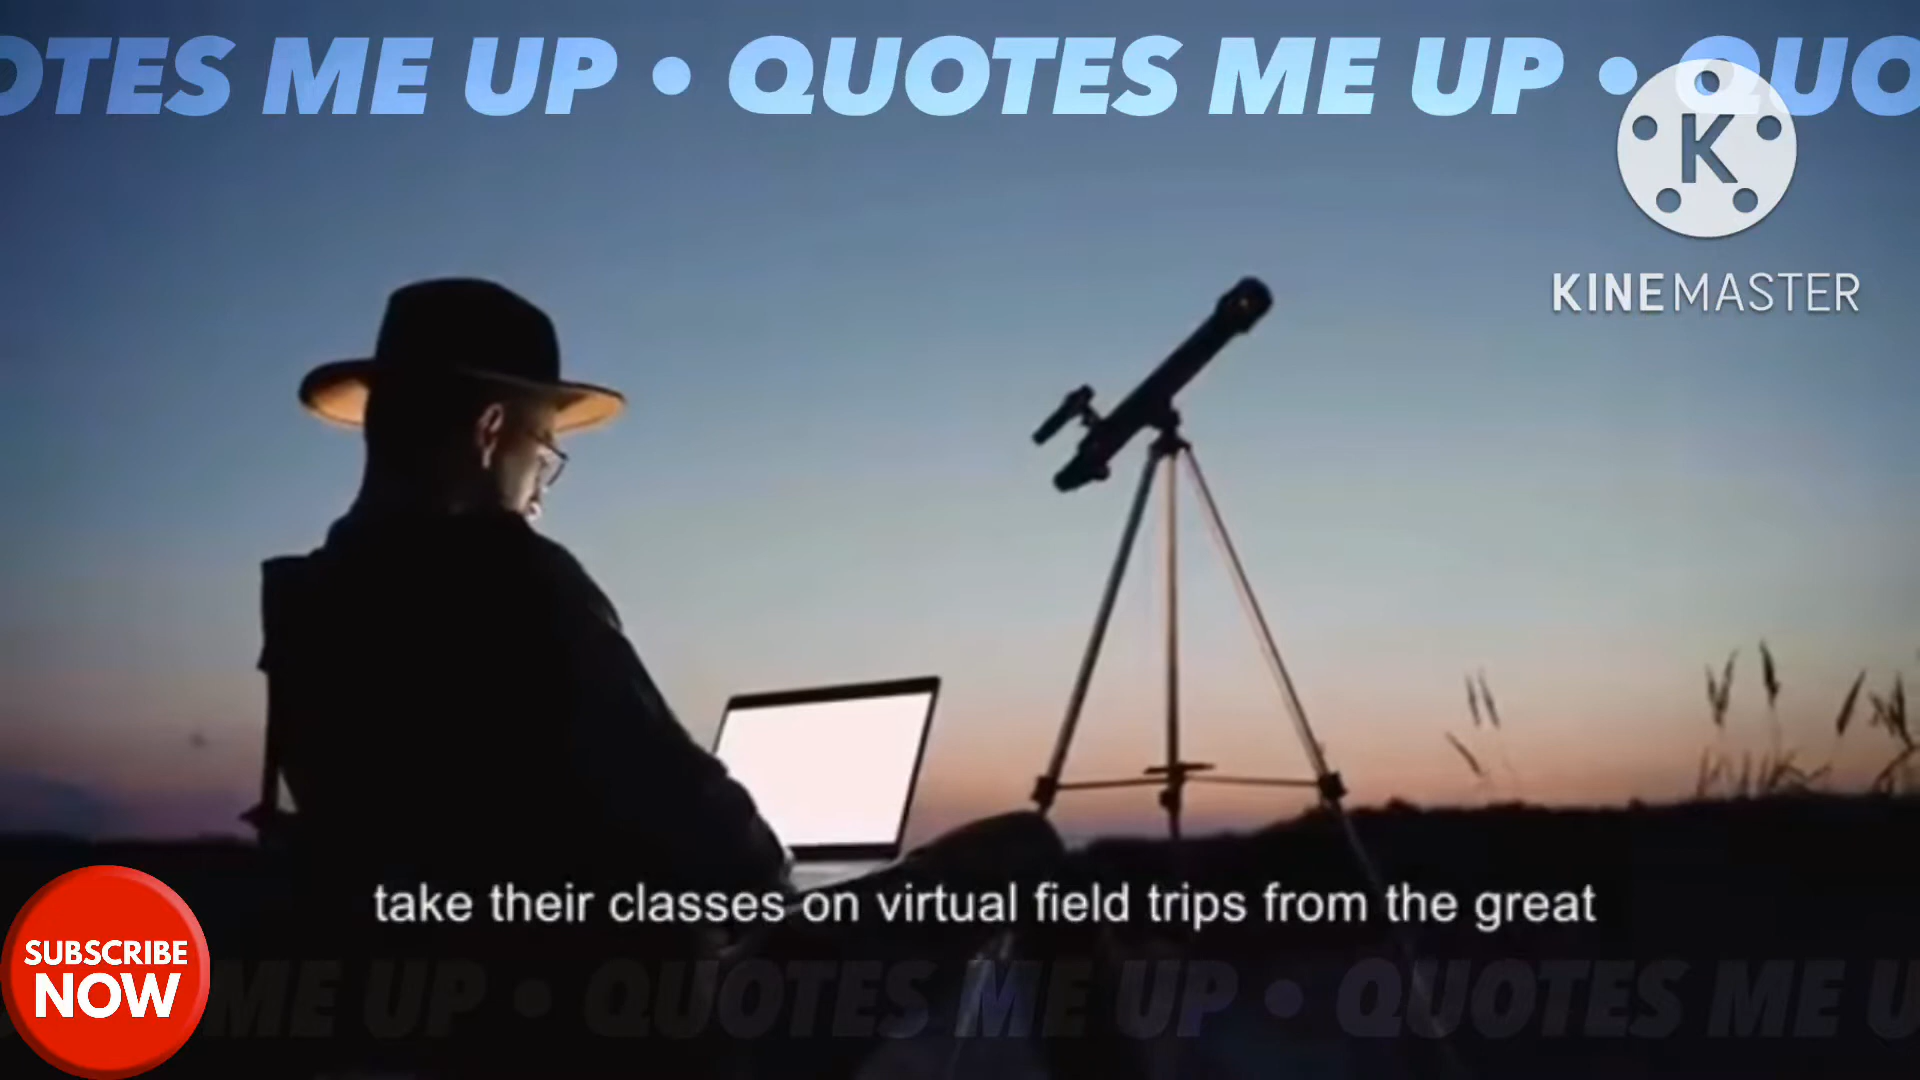 OTES ME UP • QUOTES ME UP • QUO
K
KINEMASTER
take their classes on virtual field trips from the great
SUBSCRIBE
NOW
ME UP • QUOTES ME UP • QUOTES ME U